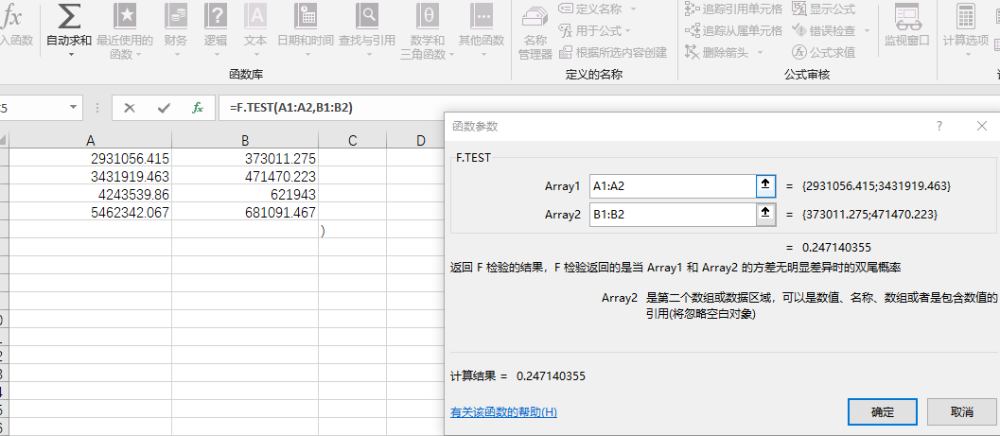 fx θ 定义名称 追踪引用单元格 显示公式
入函数 自动求和 最近使用的 财务 逻辑 文本 日期和时间 查找与引用 数学和 其他函数 名称 用于公式 追踪从属单元格 错误检查 监视窗口 计算选项
函数 三角函数 管理器 根据所选内容创建 删除箭头 公式求值
函数库 定义的名称 公式审核
fx =F.TEST(A1:A2,B1:B2)
A B C D
2931056.415 373011.275
3431919.463 471470.223
4243539.86 621943
5462342.067 681091.467
)
函数参数 ?
F.TEST
Array1 A1:A2 = {2931056.415;3431919.463}
Array2 B1:B2 = {373011.275;471470.223}
= 0.247140355
返回 F 检验的结果，F 检验返回的是当 Array1 和 Array2 的方差无明显差异时的双尾概率
Array2 是第二个数组或数据区域，可以是数值、名称、数组或者是包含数值的
引用(将忽略空白对象)
计算结果 = 0.247140355
有关该函数的帮助(H)
确定 取消